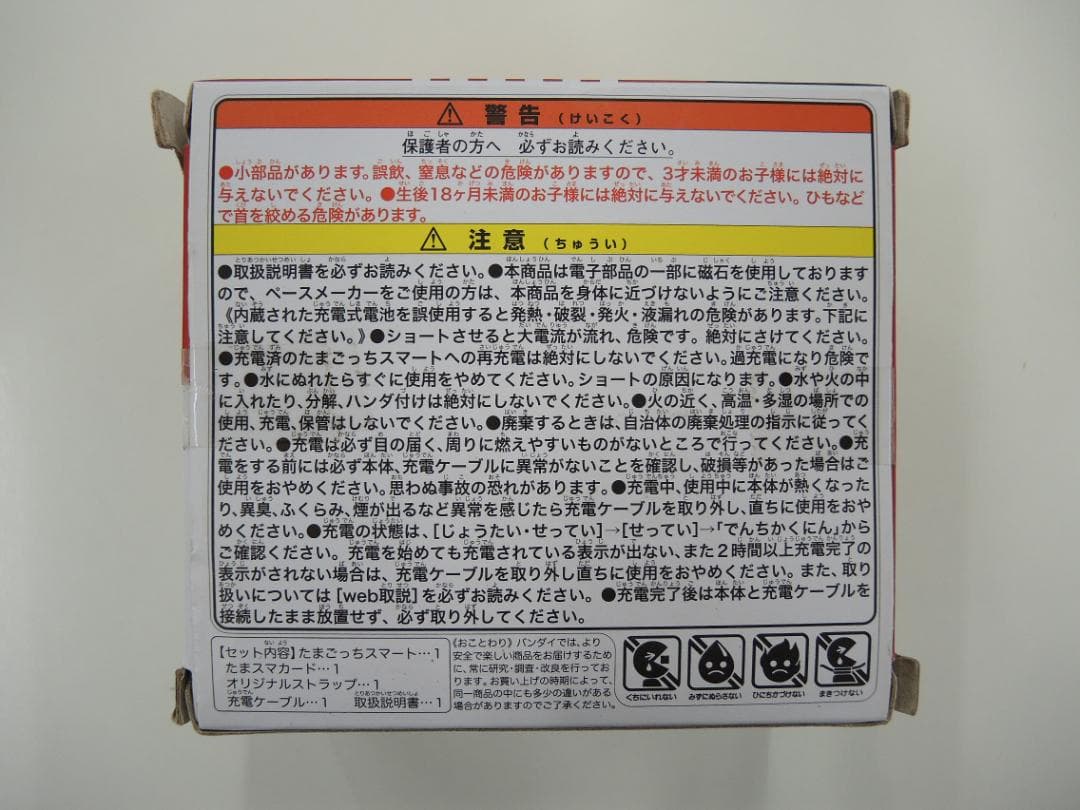 ⚠ 警告 (けいこく)
保護者の方へ 必ずお読みください。
●小部品があります。誤飲、窒息などの危険がありますので、3才未満のお子様には絶対に
与えないでください。●生後18ヶ月未満のお子様には絶対に与えないでください。ひもなど
で首を絞める危険があります。
⚠ 注意 (ちゅうい)
●取扱説明書を必ずお読みください。●本商品は電子部品の一部に磁石を使用しております
ので、ペースメーカーをご使用の方は、本商品を身体に近づけないようにご注意ください。
《内蔵された充電式電池を誤使用すると発熱・破裂・発火・液漏れの危険があります。下記に
注意してください。》●ショートさせると大電流が流れ、危険です。絶対にさけてください。
●充電済のたまごっちスマートへの再充電は絶対にしないでください。過充電になり危険で
す。●水にぬれたらすぐに使用をやめてください。ショートの原因になります。●水や火の中
に入れたり、分解、ハンダ付けは絶対にしないでください。●火の近く、高温・多湿の場所での
使用、充電、保管はしないでください。●廃棄するときは、自治体の廃棄処理の指示に従ってく
ださい。●充電は必ず目の届く、周りに燃えやすいものがないところで行ってください。●充
電をする前には必ず本体、充電ケーブルに異常がないことを確認し、破損等があった場合はご
使用をおやめください。思わぬ事故の恐れがあります。●充電中、使用中に本体が熱くなった
り、異臭、ふくらみ、煙が出るなど異常を感じたら充電ケーブルを取り外し、直ちに使用をおや
めください。●充電の状態は、[じょうたい・せってい]→[せってい]→「でんちかくにん」から
ご確認ください。充電を始めても充電されている表示が出ない、また2時間以上充電完了の
表示がされない場合は、充電ケーブルを取り外し直ちに使用をおやめください。また、取り
扱いについては[web取説]を必ずお読みください。●充電完了後は本体と充電ケーブルを
接続したまま放置せず、必ず取り外してください。
【セット内容】たまごっちスマート…1
たまスマカード…1
オリジナルストラップ…1
充電ケーブル…1 取扱説明書…1
《おことわり》バンダイでは、より
安全で楽しい商品をお届けするため
に、常に研究・調査・改良を行ってお
ります。お買い上げの時期によって、
同一商品の中にも多少の違いがある
場合がありますのでご了承ください。
くちにいれない みずにぬらさない ひにちかづけない まきつけない